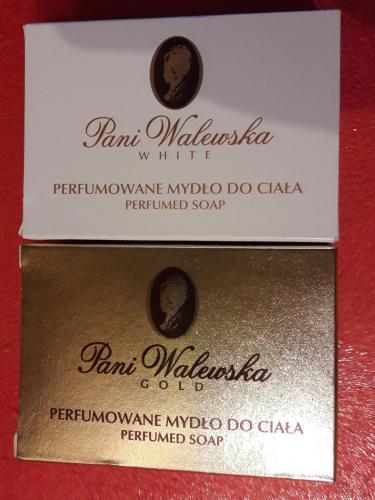 Pani Walewska
WHITE
PERFUMOWANE MYDŁO DO CIAŁA
PERFUMED SOAP
Pani Walewska
GOLD
PERFUMOWANE MYDŁO DO CIAŁA
PERFUMED SOAP